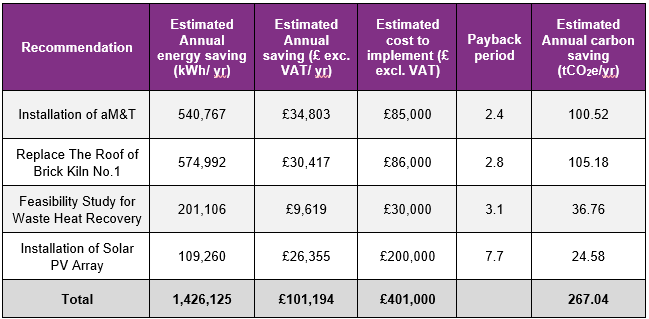 Recommendation
Estimated
Annual
energy saving
(kWh/ yr)
Estimated
Annual
saving (£ exc.
VAT/ yr)
Estimated
cost to
implement (£
excl. VAT)
Payback
period
Estimated
Annual carbon
saving
(tCO2e/yr)
Installation of aM&T 540,767 £34,803 £85,000 2.4 100.52
Replace The Roof of
Brick Kiln No.1 574,992 £30,417 £86,000 2.8 105.18
Feasibility Study for
Waste Heat Recovery 201,106 £9,619 £30,000 3.1 36.76
Installation of Solar
PV Array 109,260 £26,355 £200,000 7.7 24.58
Total 1,426,125 £101,194 £401,000 267.04